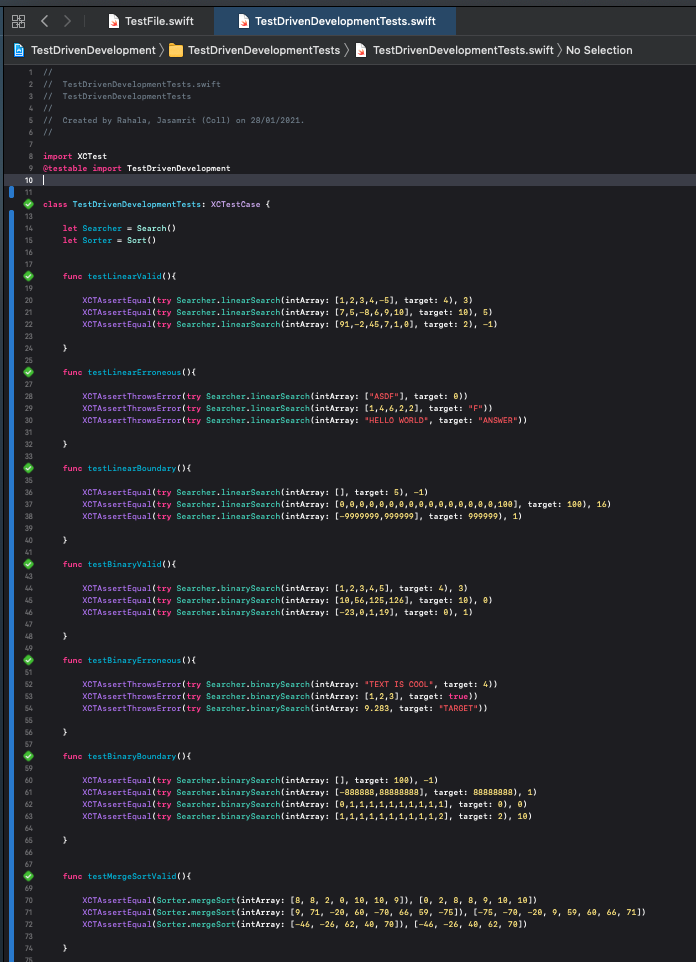 TestFile.swift
TestDrivenDevelopmentTests.swift
TestDrivenDevelopment
TestDrivenDevelopmentTests
TestDrivenDevelopmentTests.swift
No Selection
1 //
2 //  TestDrivenDevelopmentTests.swift
3 //  TestDrivenDevelopmentTests
4 //
5 //  Created by Rahala, Jasamrit (Coll) on 28/01/2021.
6 //
7
8 import XCTest
9 @testable import TestDrivenDevelopment
10
11
class TestDrivenDevelopmentTests: XCTestCase {
13
14     let Searcher = Search()
15     let Sorter = Sort()
16
17
    func testLinearValid(){
19
20         XCTAssertEqual(try Searcher.linearSearch(intArray: [1,2,3,4,-5], target: 4), 3)
21         XCTAssertEqual(try Searcher.linearSearch(intArray: [7,5,-8,6,9,10], target: 10), 5)
22         XCTAssertEqual(try Searcher.linearSearch(intArray: [91,-2,45,7,1,0], target: 2), -1)
23
24     }
25
    func testLinearErroneous(){
27
28         XCTAssertThrowsError(try Searcher.linearSearch(intArray: ["ASDF"], target: 0))
29         XCTAssertThrowsError(try Searcher.linearSearch(intArray: [1,4,6,2,2], target: "F"))
30         XCTAssertThrowsError(try Searcher.linearSearch(intArray: "HELLO WORLD", target: "ANSWER"))
31
32     }
33
    func testLinearBoundary(){
35
36         XCTAssertEqual(try Searcher.linearSearch(intArray: [], target: 5), -1)
37         XCTAssertEqual(try Searcher.linearSearch(intArray: [0,0,0,0,0,0,0,0,0,0,0,0,0,0,0,0,100], target: 100), 16)
38         XCTAssertEqual(try Searcher.linearSearch(intArray: [-9999999,999999], target: 999999), 1)
39
40     }
41
    func testBinaryValid(){
43
44         XCTAssertEqual(try Searcher.binarySearch(intArray: [1,2,3,4,5], target: 4), 3)
45         XCTAssertEqual(try Searcher.binarySearch(intArray: [10,56,125,126], target: 10), 0)
46         XCTAssertEqual(try Searcher.binarySearch(intArray: [-23,0,1,19], target: 0), 1)
47
48     }
49
    func testBinaryErroneous(){
51
52         XCTAssertThrowsError(try Searcher.binarySearch(intArray: "TEXT IS COOL", target: 4))
53         XCTAssertThrowsError(try Searcher.binarySearch(intArray: [1,2,3], target: true))
54         XCTAssertThrowsError(try Searcher.binarySearch(intArray: 9.283, target: "TARGET"))
55
56     }
57
    func testBinaryBoundary(){
59
60         XCTAssertEqual(try Searcher.binarySearch(intArray: [], target: 100), -1)
61         XCTAssertEqual(try Searcher.binarySearch(intArray: [-888888,88888888], target: 88888888), 1)
62         XCTAssertEqual(try Searcher.binarySearch(intArray: [0,1,1,1,1,1,1,1,1,1,1], target: 0), 0)
63         XCTAssertEqual(try Searcher.binarySearch(intArray: [1,1,1,1,1,1,1,1,1,1,2], target: 2), 10)
64
65     }
66
67
    func testMergeSortValid(){
69
70         XCTAssertEqual(Sorter.mergeSort(intArray: [8, 8, 2, 0, 10, 10, 9]), [0, 2, 8, 8, 9, 10, 10])
71         XCTAssertEqual(Sorter.mergeSort(intArray: [9, 71, -20, 60, -70, 66, 59, -75]), [-75, -70, -20, 9, 59, 60, 66, 71])
72         XCTAssertEqual(Sorter.mergeSort(intArray: [-46, -26, 62, 40, 70]), [-46, -26, 40, 62, 70])
73
74     }
75